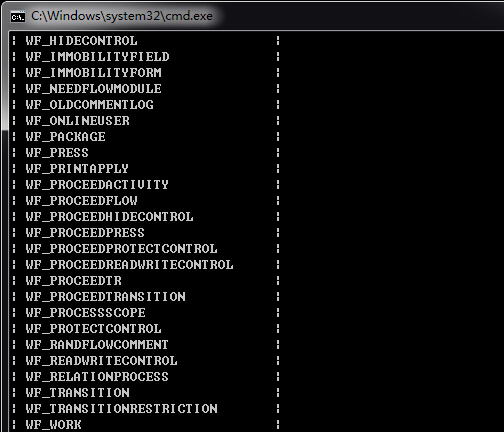 C:\Windows\system32\cmd.exe
| WF_HIDECONTROL |
| WF_IMMOBILITYFIELD |
| WF_IMMOBILITYFORM |
| WF_NEEDFLOWMODULE |
| WF_OLDCOMMENTLOG |
| WF_ONLINEUSER |
| WF_PACKAGE |
| WF_PRESS |
| WF_PRINTAPPLY |
| WF_PROCEEDACTIVITY |
| WF_PROCEEDFLOW |
| WF_PROCEEDHIDECONTROL |
| WF_PROCEEDPRESS |
| WF_PROCEEDPROTECTCONTROL |
| WF_PROCEEDREADWRITECONTROL |
| WF_PROCEEDTR |
| WF_PROCEEDTRANSITION |
| WF_PROCESSSCOPE |
| WF_PROTECTCONTROL |
| WF_RANDFLOWCOMMENT |
| WF_READWRITECONTROL |
| WF_RELATIONPROCESS |
| WF_TRANSITION |
| WF_TRANSITIONRESTRICTION |
| WF_WORK |